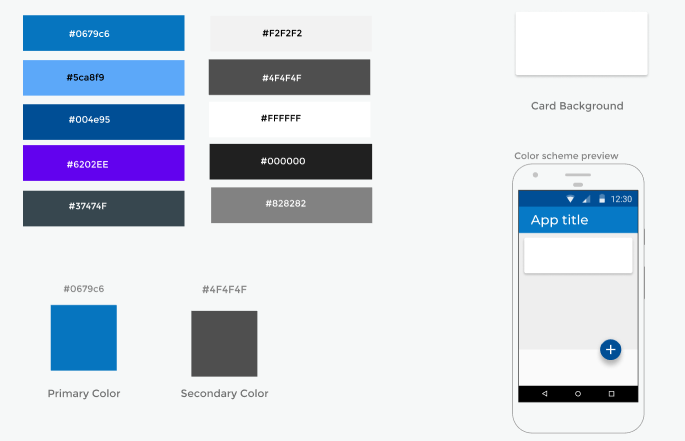 #0679c6
#F2F2F2
#5ca8f9
#4F4F4F
#004e95
#FFFFFF
#6202EE
#000000
#37474F
#828282
Card Background
Color scheme preview
12:30
App title
#0679c6
#4F4F4F
Primary Color
Secondary Color